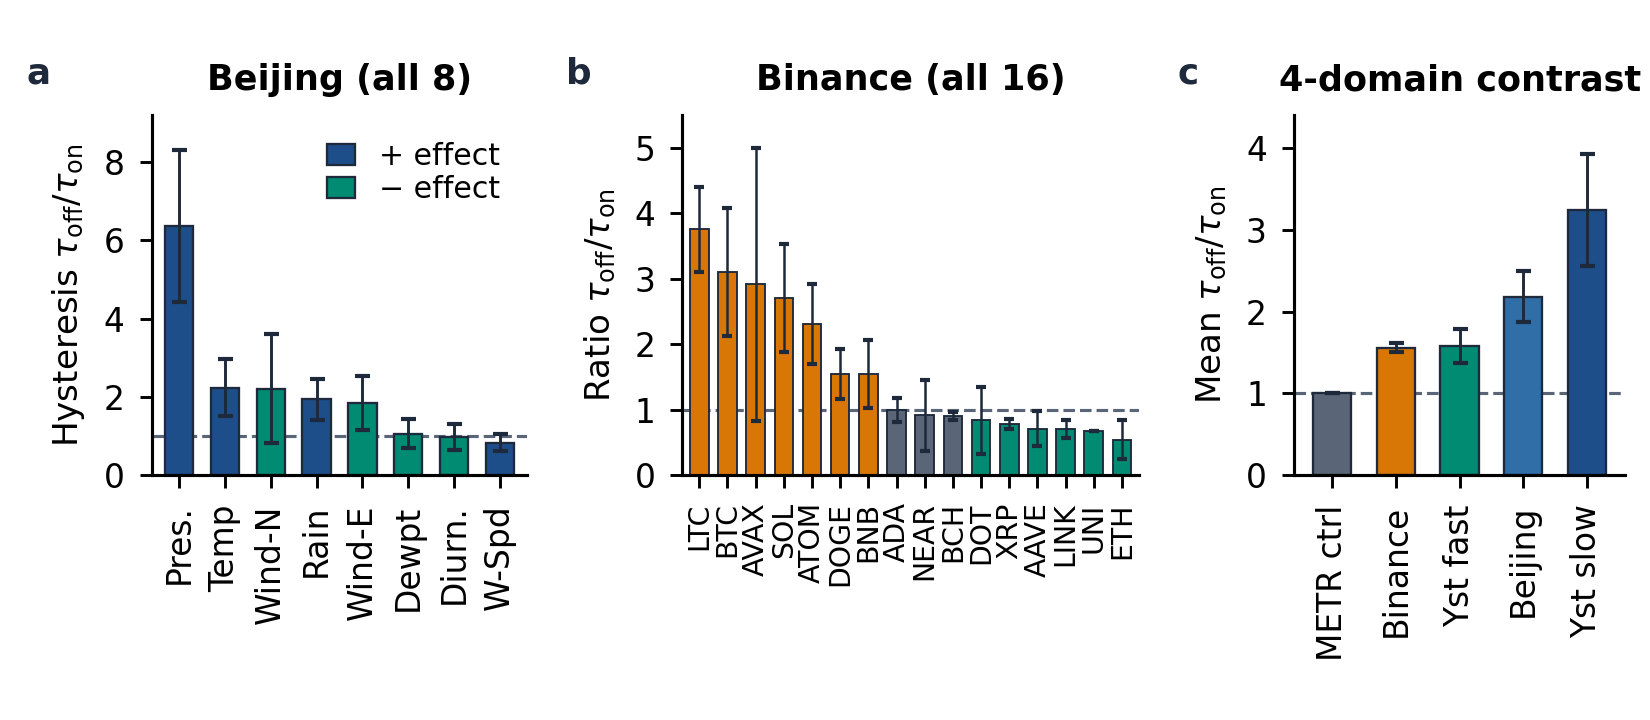 a
Beijing (all 8)
Hysteresis τoff/τon
8
6
4
2
0
+ effect
− effect
Pres.
Temp
Wind-N
Rain
Wind-E
Dewpt
Diurn.
W-Spd
b
Binance (all 16)
Ratio τoff/τon
5
4
3
2
1
0
LTC
BTC
AVAX
SOL
ATOM
DOGE
BNB
ADA
NEAR
BCH
DOT
XRP
AAVE
LINK
UNI
ETH
c
4-domain contrast
Mean τoff/τon
4
3
2
1
0
METR ctrl
Binance
Yst fast
Beijing
Yst slow